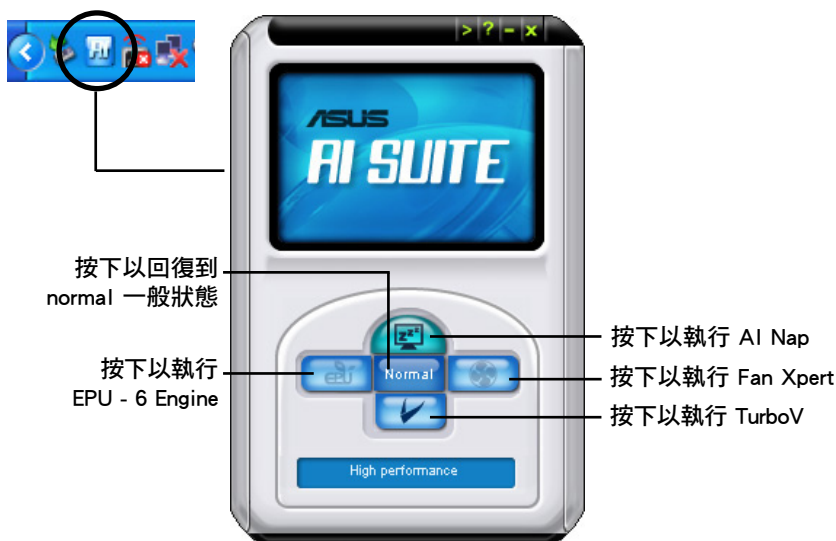 > ? - x
ASUS
AI SUITE
按下以回復到
normal 一般狀態
zzz
按下以執行 AI Nap
按下以執行
EPU - 6 Engine
EPU
Normal
按下以執行 Fan Xpert
按下以執行 TurboV
High performance